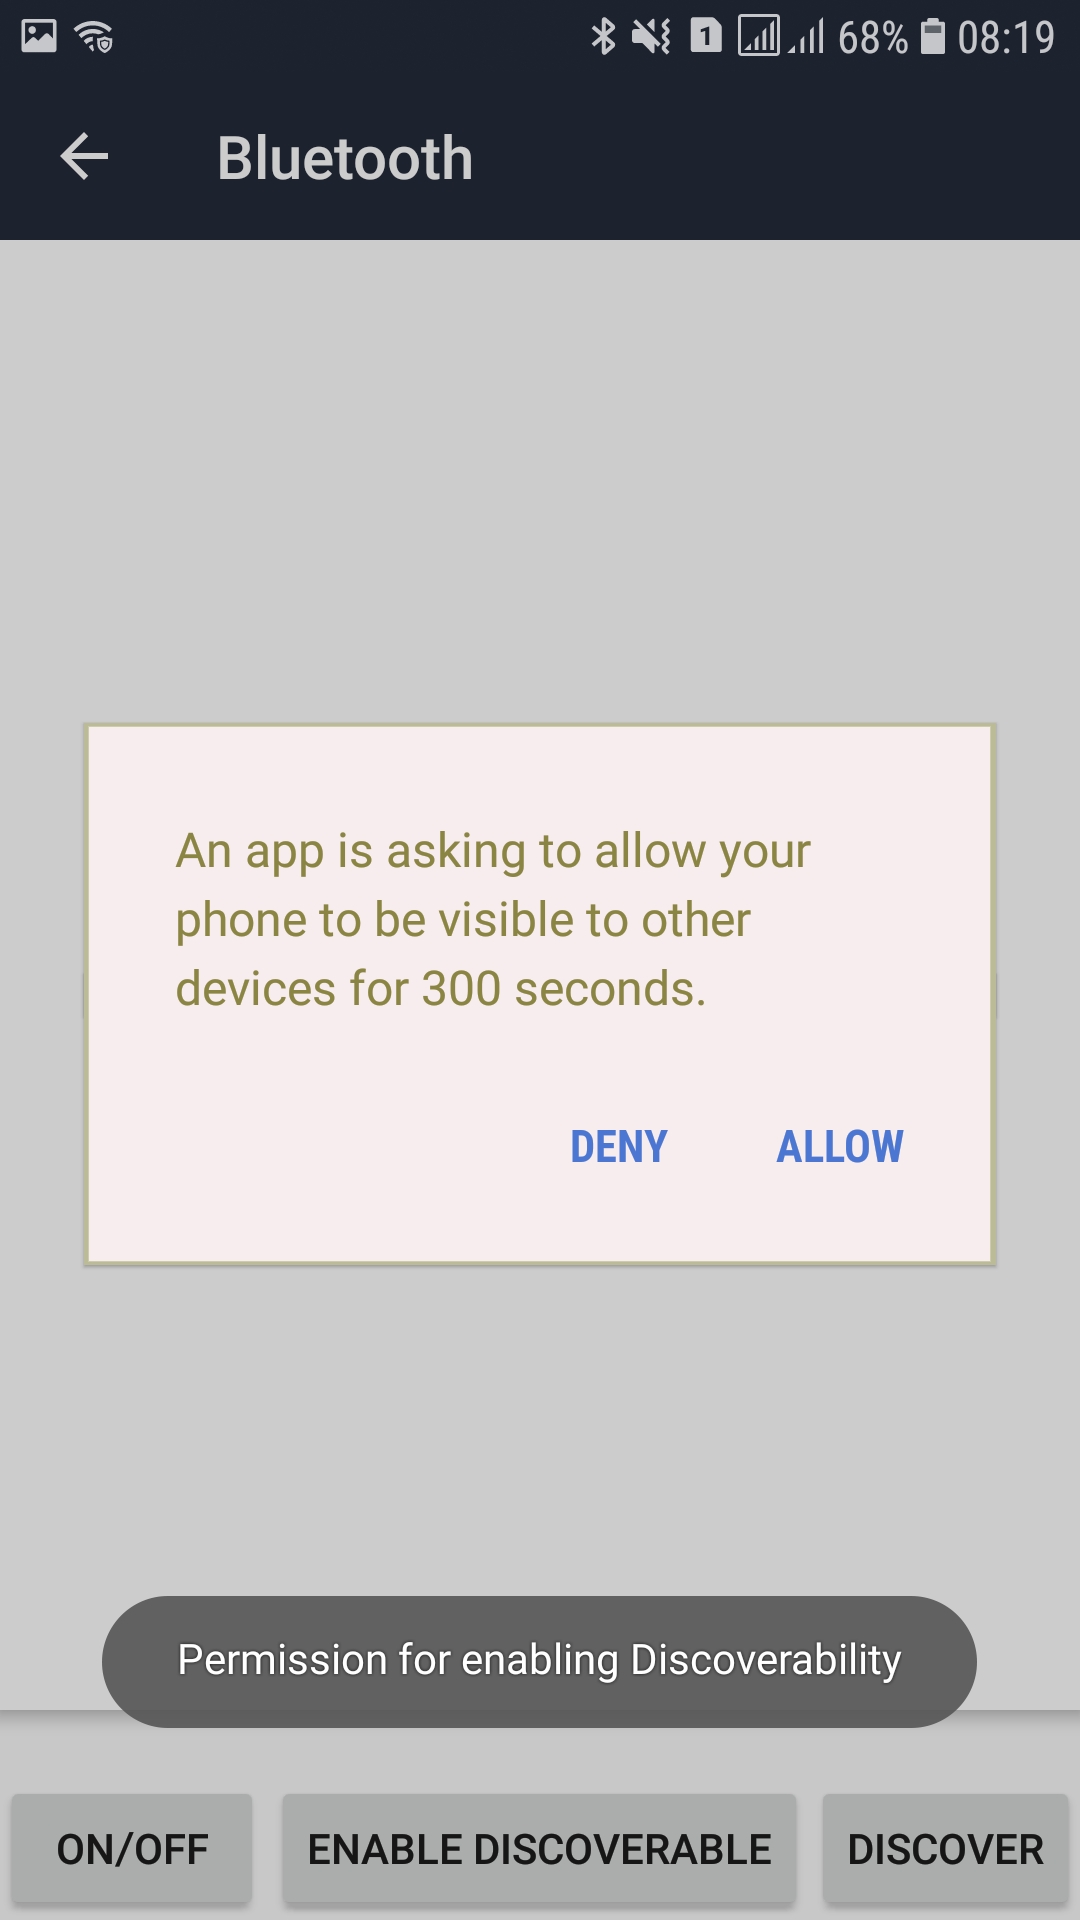 1 68% 08:19
Bluetooth
An app is asking to allow your
phone to be visible to other
devices for 300 seconds.
DENY ALLOW
Permission for enabling Discoverability
ON/OFF ENABLE DISCOVERABLE DISCOVER